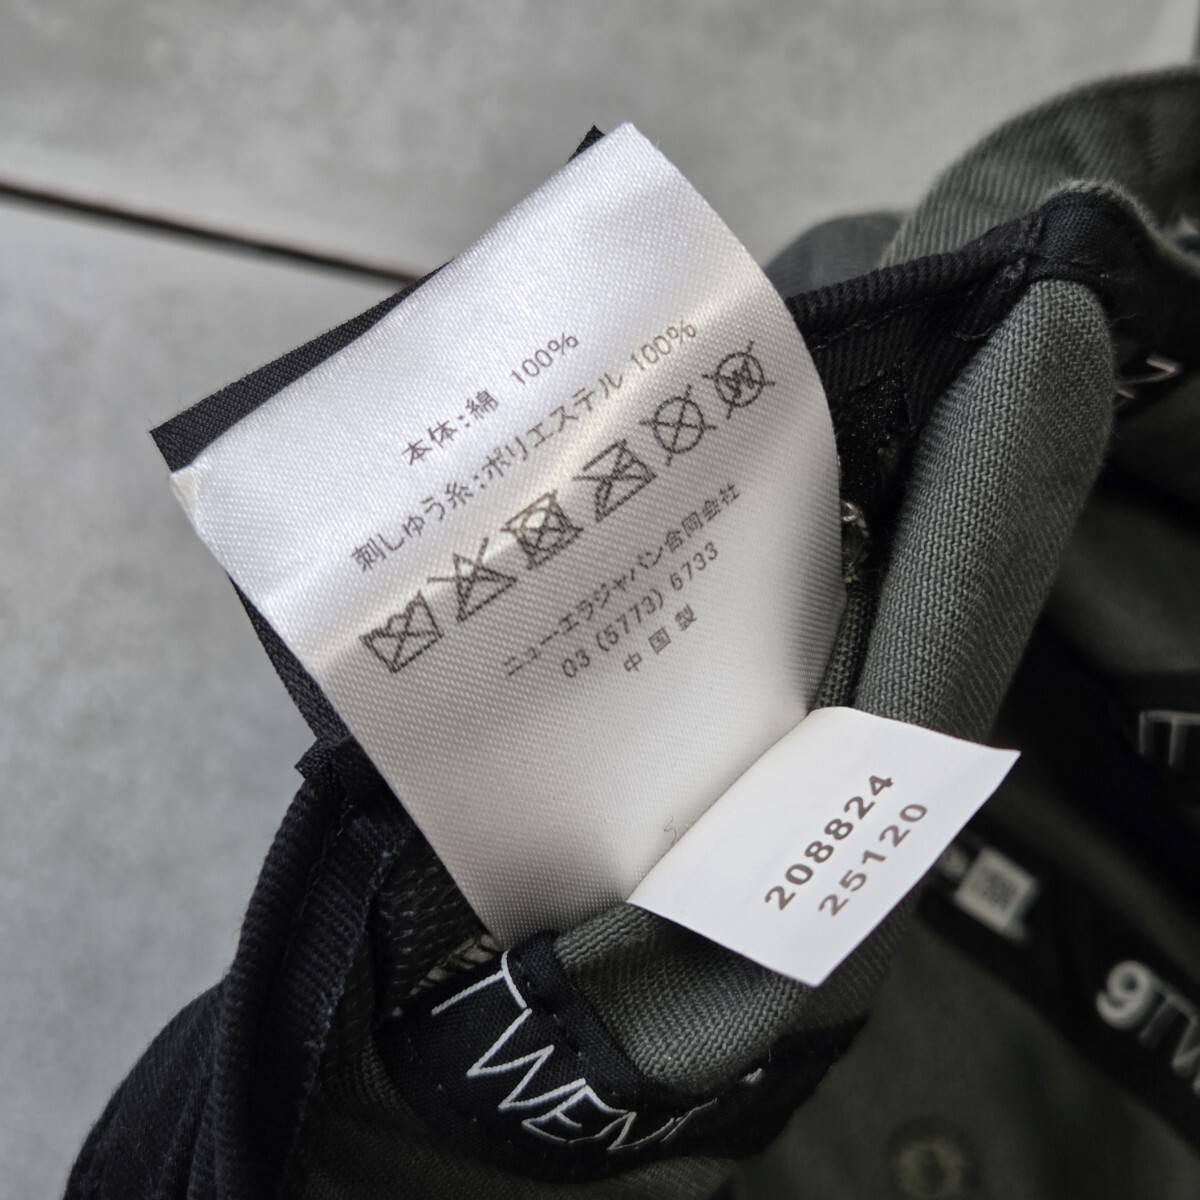 本体:綿 100%
刺しゅう糸:ポリエステル 100%
ニューエラジャパン合同会社
03 (5773) 6733
中国製
208824
25120
TWENT
9TW